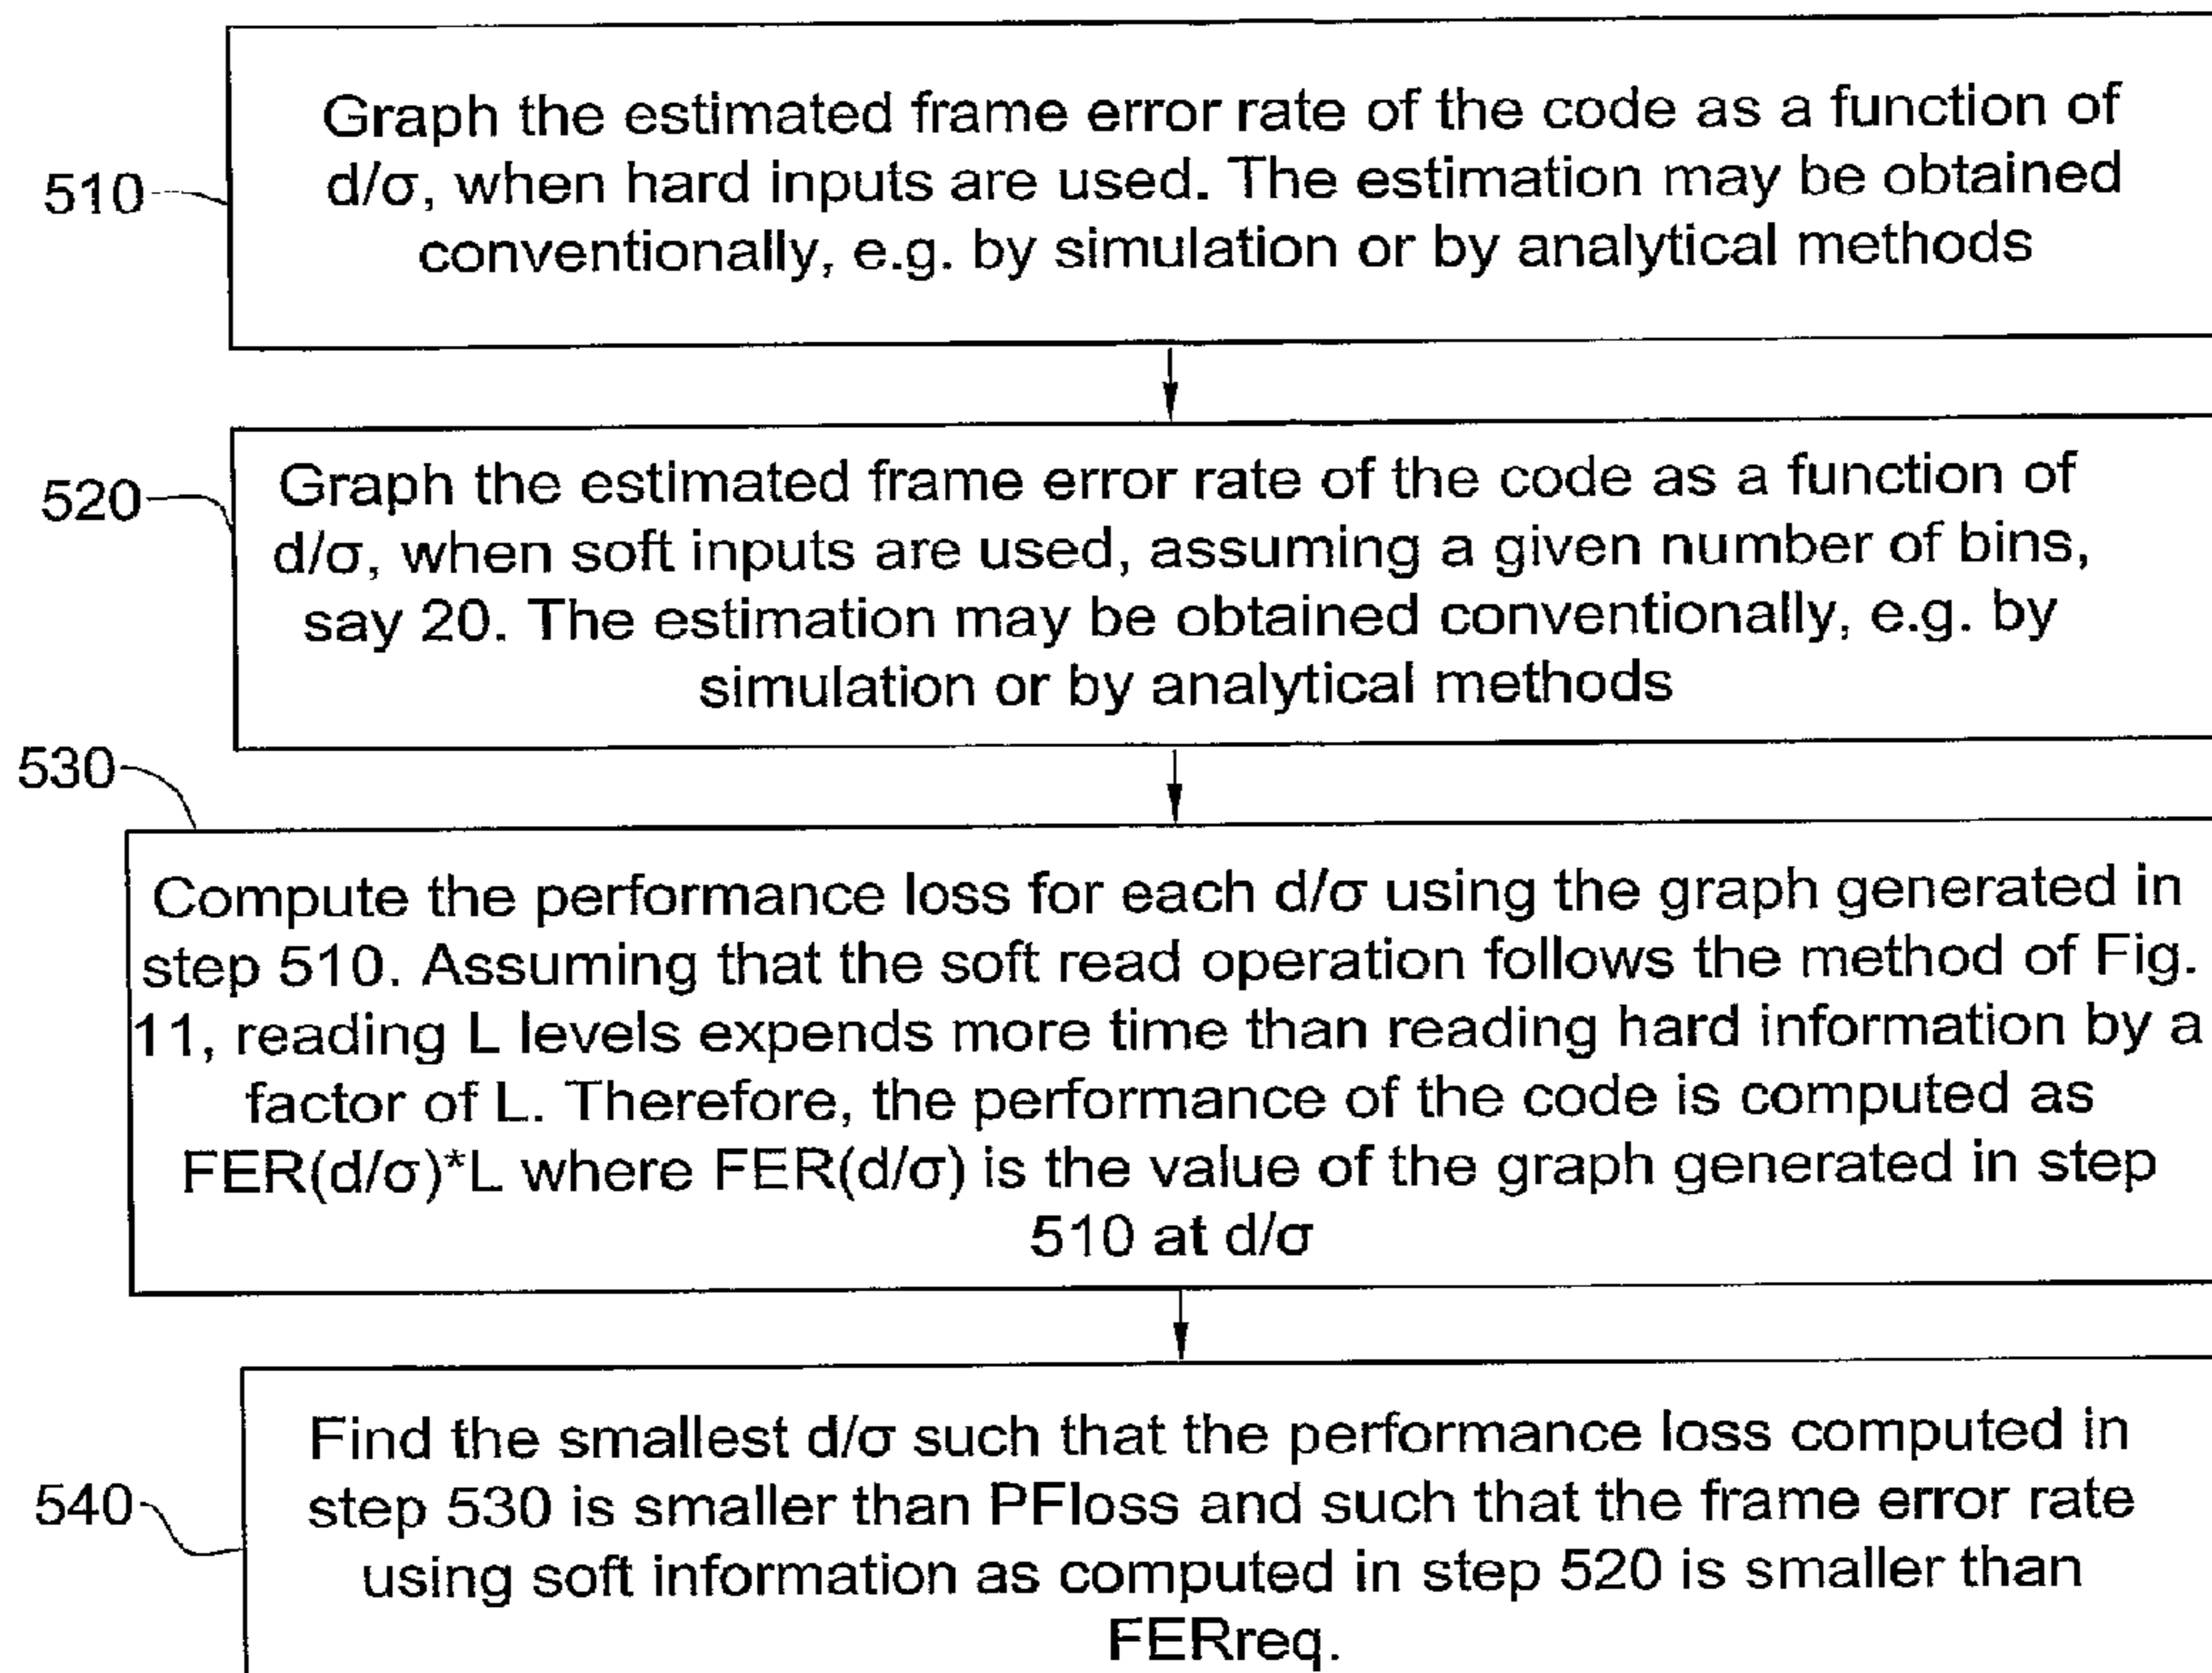 Graph the estimated frame error rate of the code as a function of
510
d/σ, when hard inputs are used. The estimation may be obtained
conventionally, e.g. by simulation or by analytical methods
Graph the estimated frame error rate of the code as a function of
520
d/σ, when soft inputs are used, assuming a given number of bins,
say 20. The estimation may be obtained conventionally, e.g. by
simulation or by analytical methods
530
Compute the performance loss for each d/σ using the graph generated in
step 510. Assuming that the soft read operation follows the method of Fig.
11, reading L levels expends more time than reading hard information by a
factor of L. Therefore, the performance of the code is computed as
FER(d/σ)*L where FER(d/σ) is the value of the graph generated in step
510 at d/σ
Find the smallest d/σ such that the performance loss computed in
540
step 530 is smaller than PFloss and such that the frame error rate
using soft information as computed in step 520 is smaller than
FERreq.